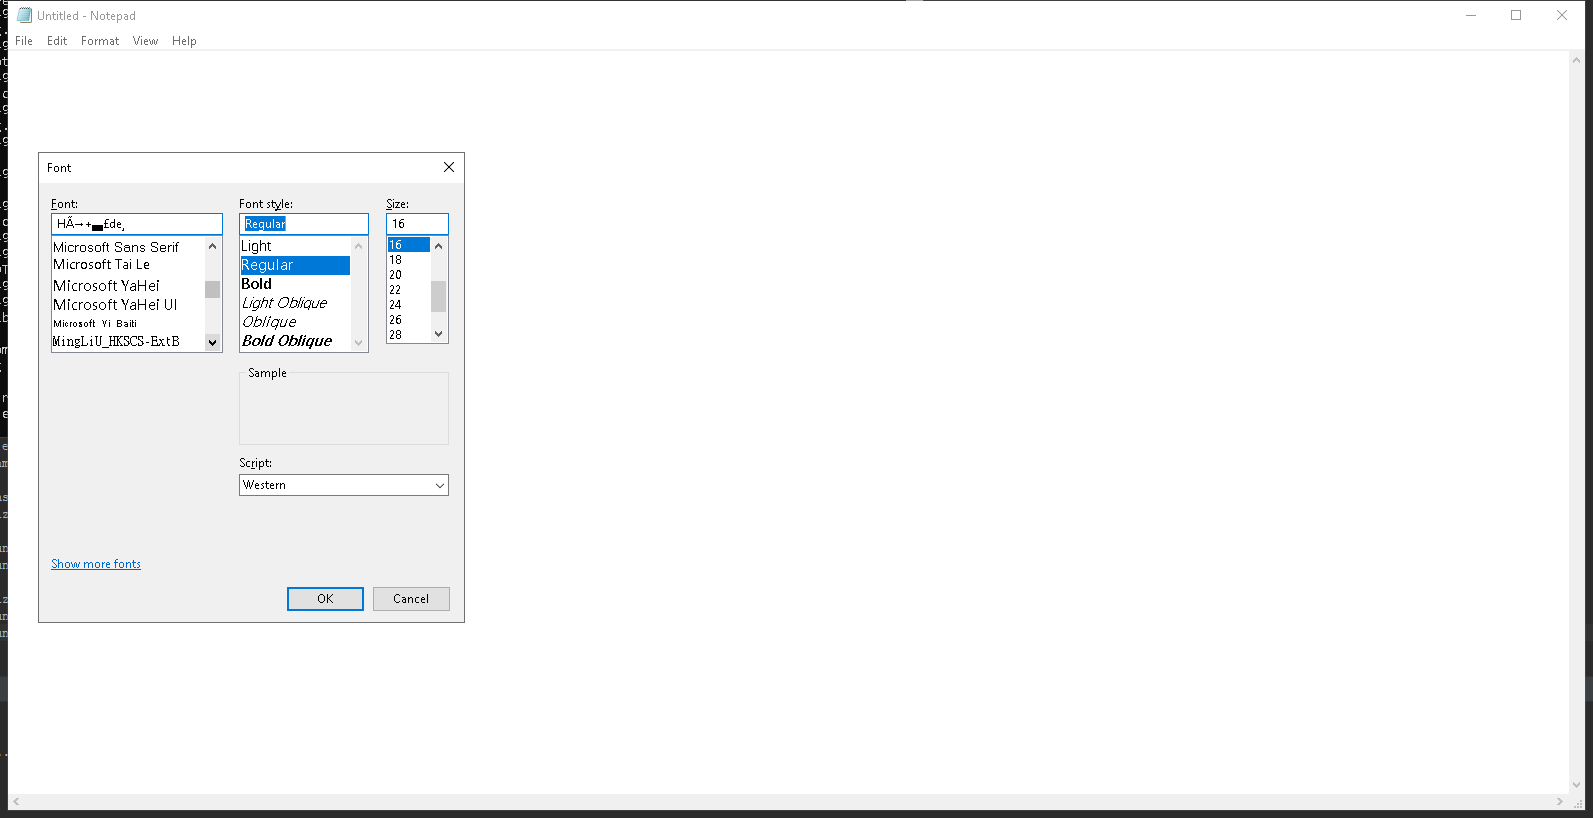 Untitled - Notepad
File Edit Format View Help
Font
Font:
HÃ→+▄£de¸
Microsoft Sans Serif
Microsoft Tai Le
Microsoft YaHei
Microsoft YaHei UI
Microsoft Yi Baiti
MingLiU_HKSCS-ExtB
Font style:
Regular
Light
Regular
Bold
Light Oblique
Oblique
Bold Oblique
Size:
16
16
18
20
22
24
26
28
Sample
Script:
Western
Show more fonts
OK Cancel